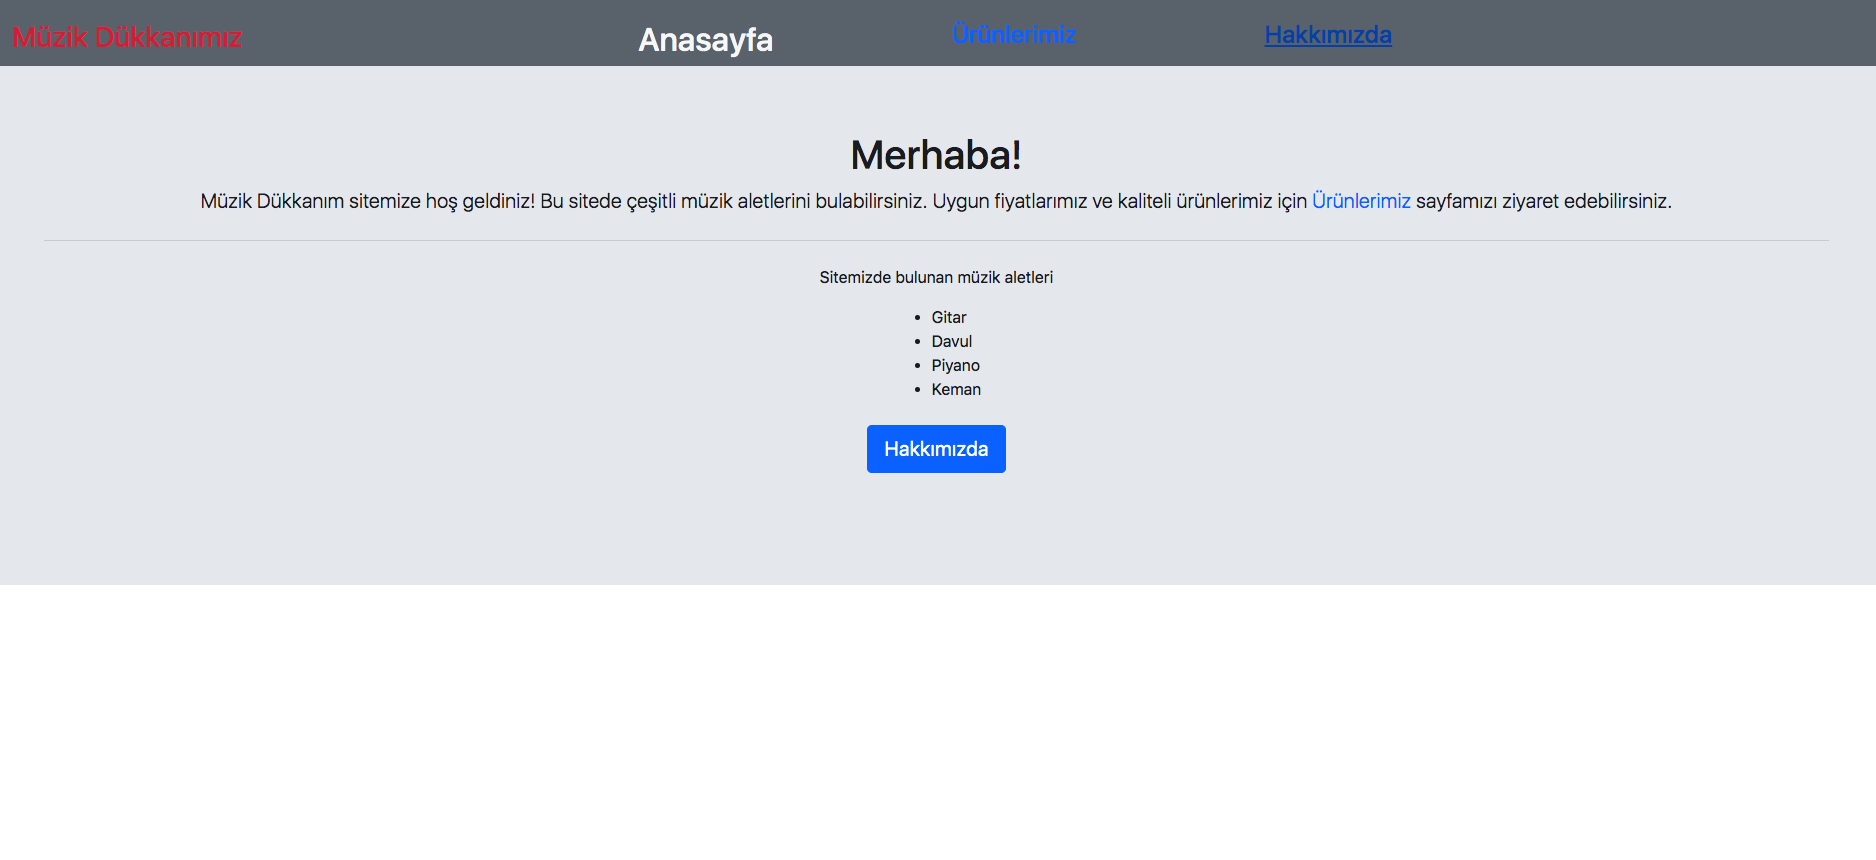 Müzik Dükkanımız Anasayfa Ürünlerimiz Hakkımızda
Merhaba!
Müzik Dükkanım sitemize hoş geldiniz! Bu sitede çeşitli müzik aletlerini bulabilirsiniz. Uygun fiyatlarımız ve kaliteli ürünlerimiz için Ürünlerimiz sayfamızı ziyaret edebilirsiniz.
Sitemizde bulunan müzik aletleri
• Gitar
• Davul
• Piyano
• Keman
Hakkımızda